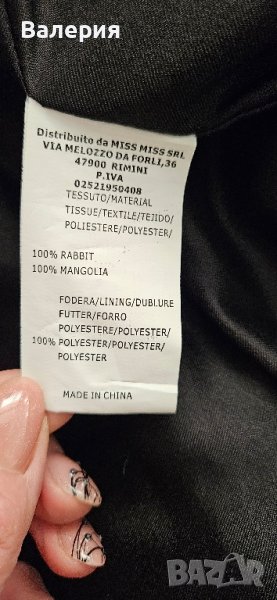 Валерия
Distribuito da MISS MISS SRL
VIA MELOZZO DA FORLI,36
47900 RIMINI
P.IVA
02521950408
TESSUTO/MATERIAL
TISSUE/TEXTILE/TEJIDO/
POLIESTERE/POLYESTER/
100% RABBIT
100% MANGOLIA
FODERA/LINING/DUBLURE
FUTTER/FORRO
POLYESTERE/POLYESTER/
100% POLYESTER/POLYESTER/
POLYESTER
MADE IN CHINA
BAZAR